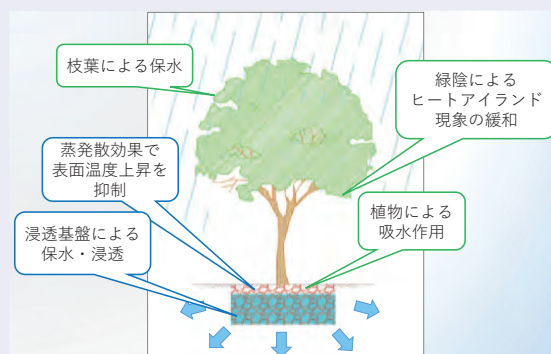 枝葉による保水
緑陰による
ヒートアイランド
現象の緩和
蒸発散効果で
表面温度上昇を
抑制
植物による
吸水作用
浸透基盤による
保水・浸透